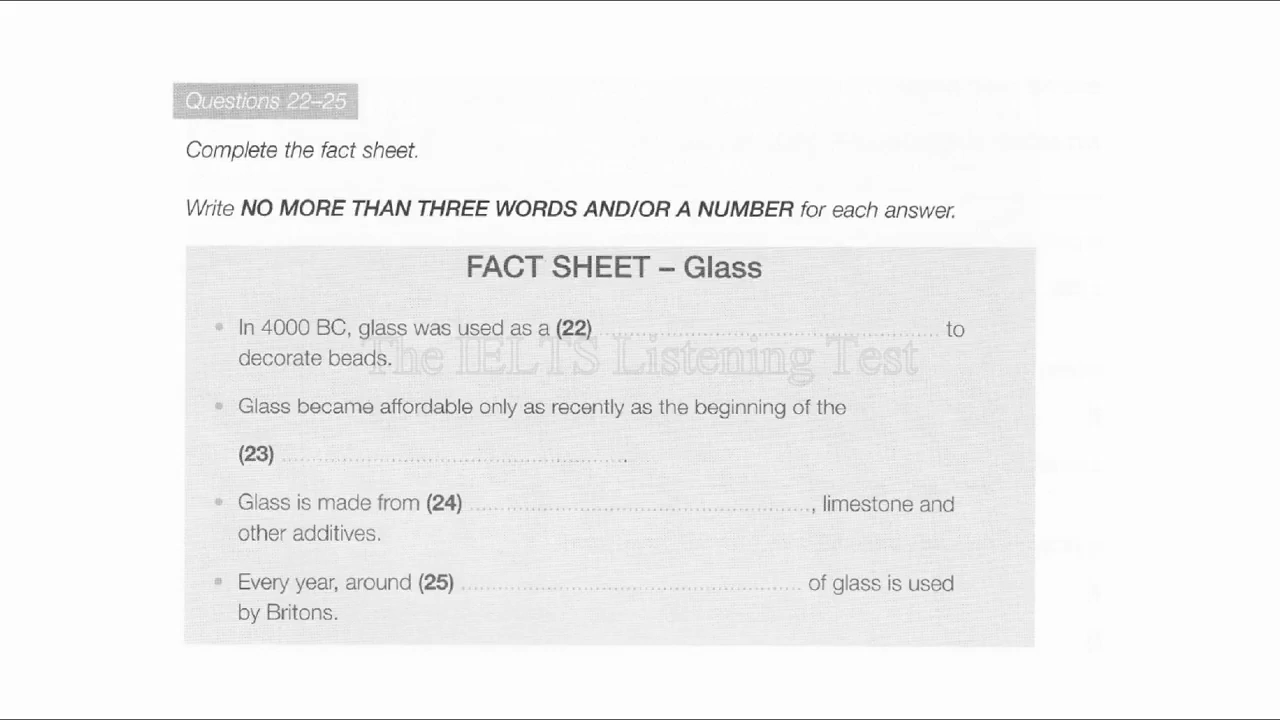 Questions 22–25
Complete the fact sheet.
Write NO MORE THAN THREE WORDS AND/OR A NUMBER for each answer.
FACT SHEET – Glass
• In 4000 BC, glass was used as a (22) ........................................ to
decorate beads.
The IELTS Listening Test
• Glass became affordable only as recently as the beginning of the
(23) ........................................ .
• Glass is made from (24) ........................................ , limestone and
other additives.
• Every year, around (25) ........................................ of glass is used
by Britons.